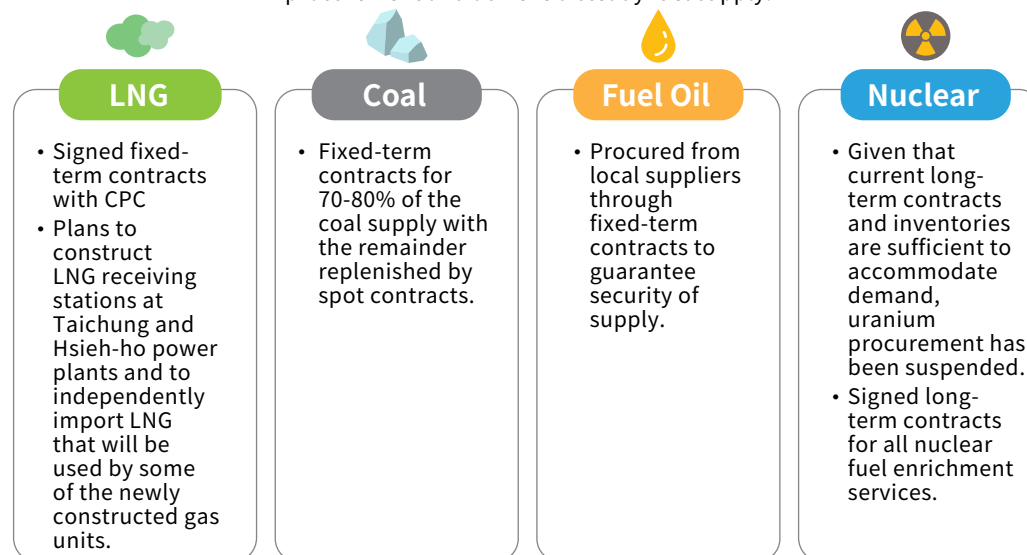 LNG
• Signed fixed-
term contracts
with CPC
• Plans to
construct
LNG receiving
stations at
Taichung and
Hsieh-ho power
plants and to
independently
import LNG
that will be
used by some
of the newly
constructed gas
units.
Coal
• Fixed-term
contracts for
70-80% of the
coal supply with
the remainder
replenished by
spot contracts.
Fuel Oil
• Procured from
local suppliers
through
fixed-term
contracts to
guarantee
security of
supply.
Nuclear
• Given that
current long-
term contracts
and inventories
are sufficient to
accommodate
demand,
uranium
procurement has
been suspended.
• Signed long-
term contracts
for all nuclear
fuel enrichment
services.